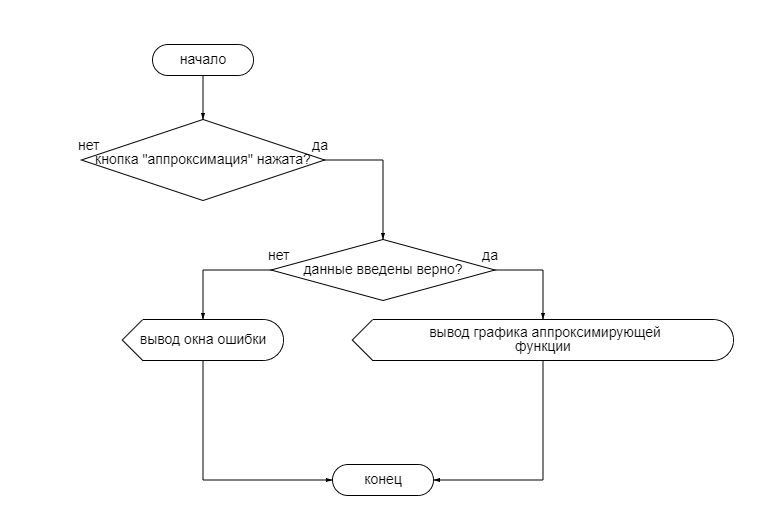 начало
нет
да
кнопка "аппроксимация" нажата?
нет
да
данные введены верно?
вывод окна ошибки
вывод графика аппроксимирующей
функции
конец